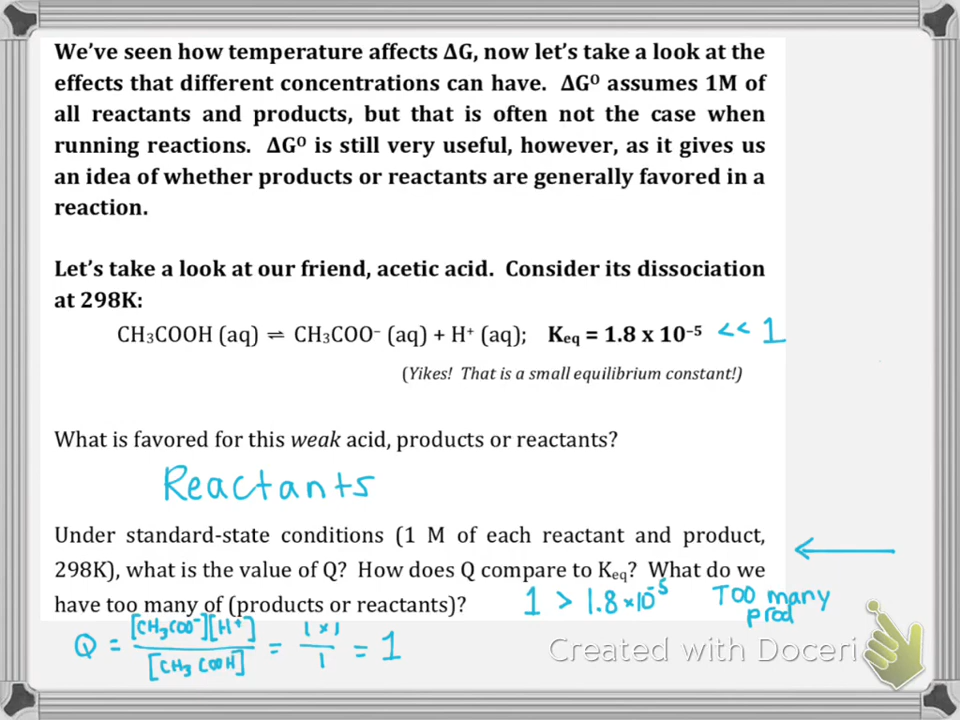 We've seen how temperature affects ΔG, now let's take a look at the
effects that different concentrations can have. ΔG⁰ assumes 1M of
all reactants and products, but that is often not the case when
running reactions. ΔG⁰ is still very useful, however, as it gives us
an idea of whether products or reactants are generally favored in a
reaction.
Let's take a look at our friend, acetic acid. Consider its dissociation
at 298K:
CH₃COOH (aq) ⇌ CH₃COO⁻ (aq) + H⁺ (aq); Keq = 1.8 x 10⁻⁵ << 1
(Yikes! That is a small equilibrium constant!)
What is favored for this weak acid, products or reactants?
Reactants
Under standard-state conditions (1 M of each reactant and product,
298K), what is the value of Q? How does Q compare to Keq? What do we
have too many of (products or reactants)? 1 > 1.8 × 10⁻⁵ Too many
prod
Q = [CH₃COO⁻][H⁺] / [CH₃COOH] = 1 × 1 / 1 = 1
Created with Doceri